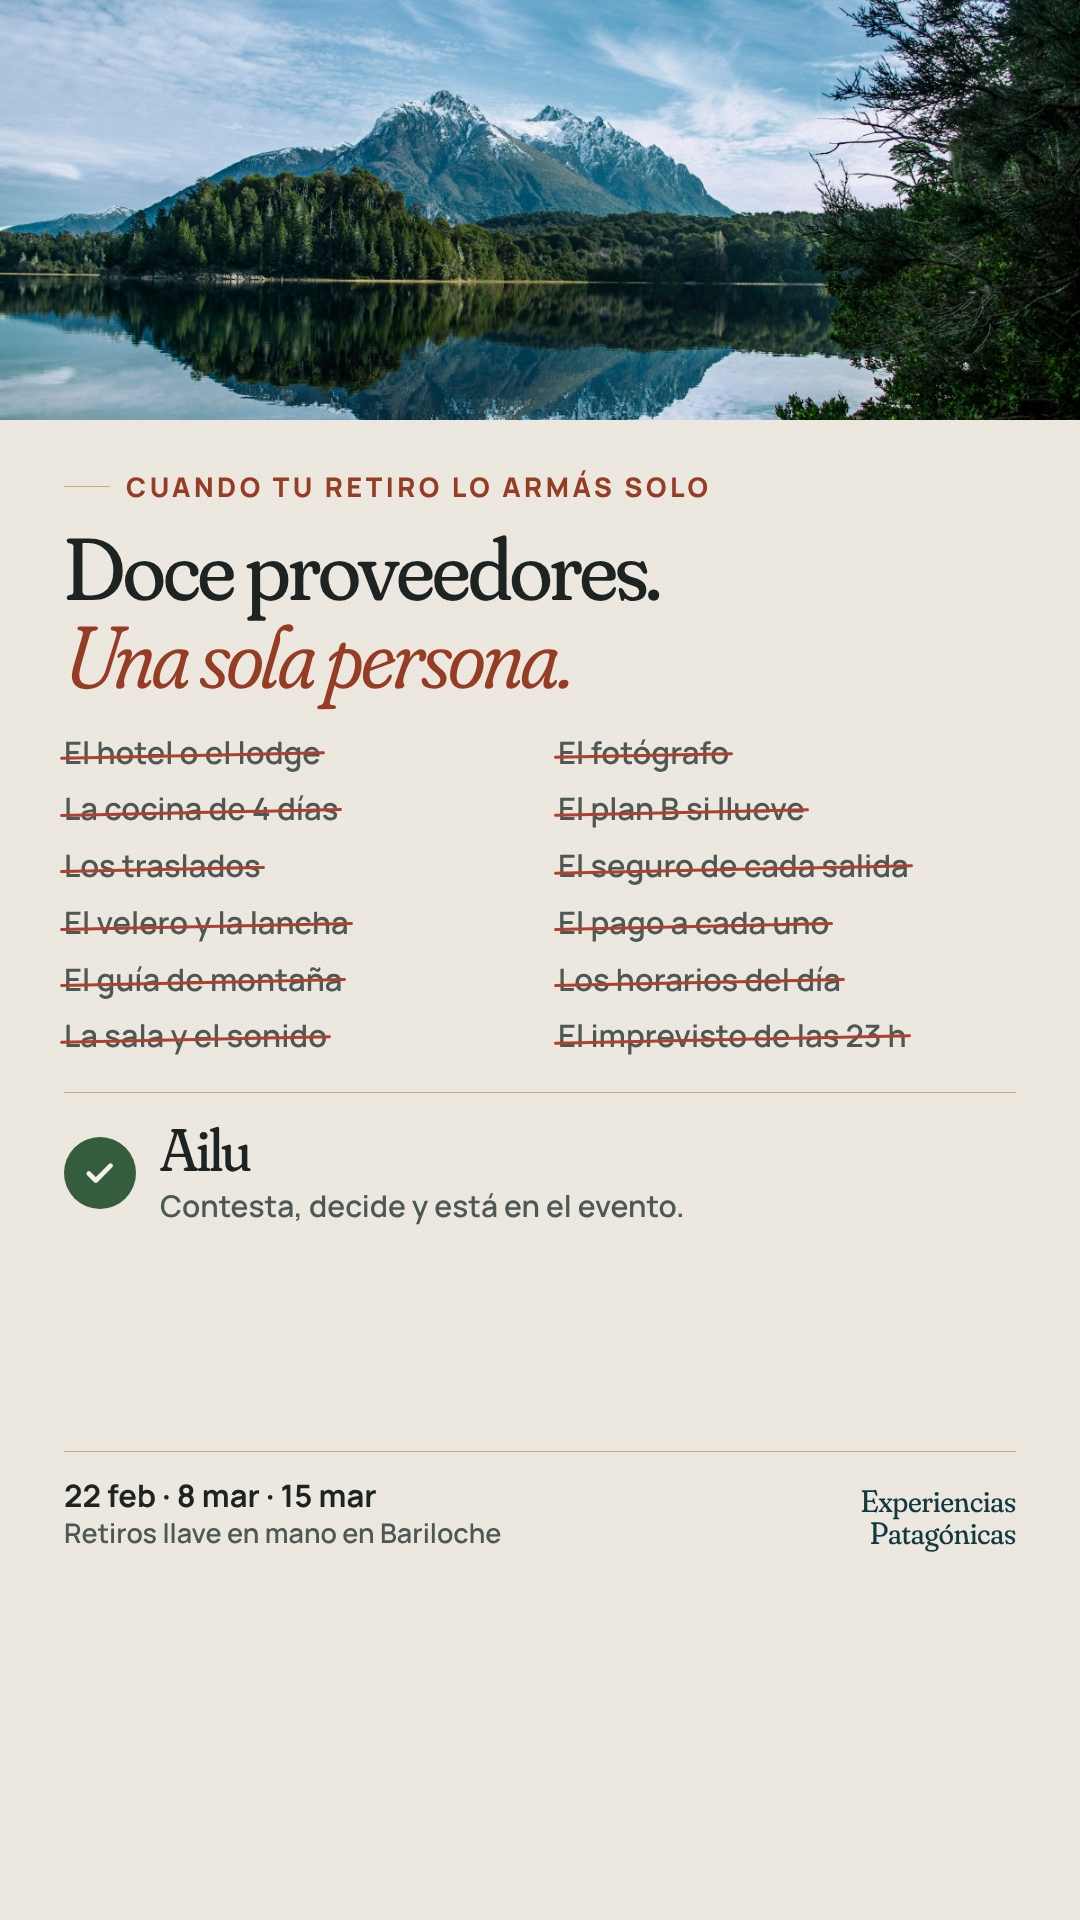 CUANDO TU RETIRO LO ARMÁS SOLO
Doce proveedores.
Una sola persona.
El hotel o el lodge
La cocina de 4 días
Los traslados
El velero y la lancha
El guía de montaña
La sala y el sonido
El fotógrafo
El plan B si llueve
El seguro de cada salida
El pago a cada uno
Los horarios del día
El imprevisto de las 23 h
Ailu
Contesta, decide y está en el evento.
22 feb · 8 mar · 15 mar
Retiros llave en mano en Bariloche
Experiencias
Patagónicas